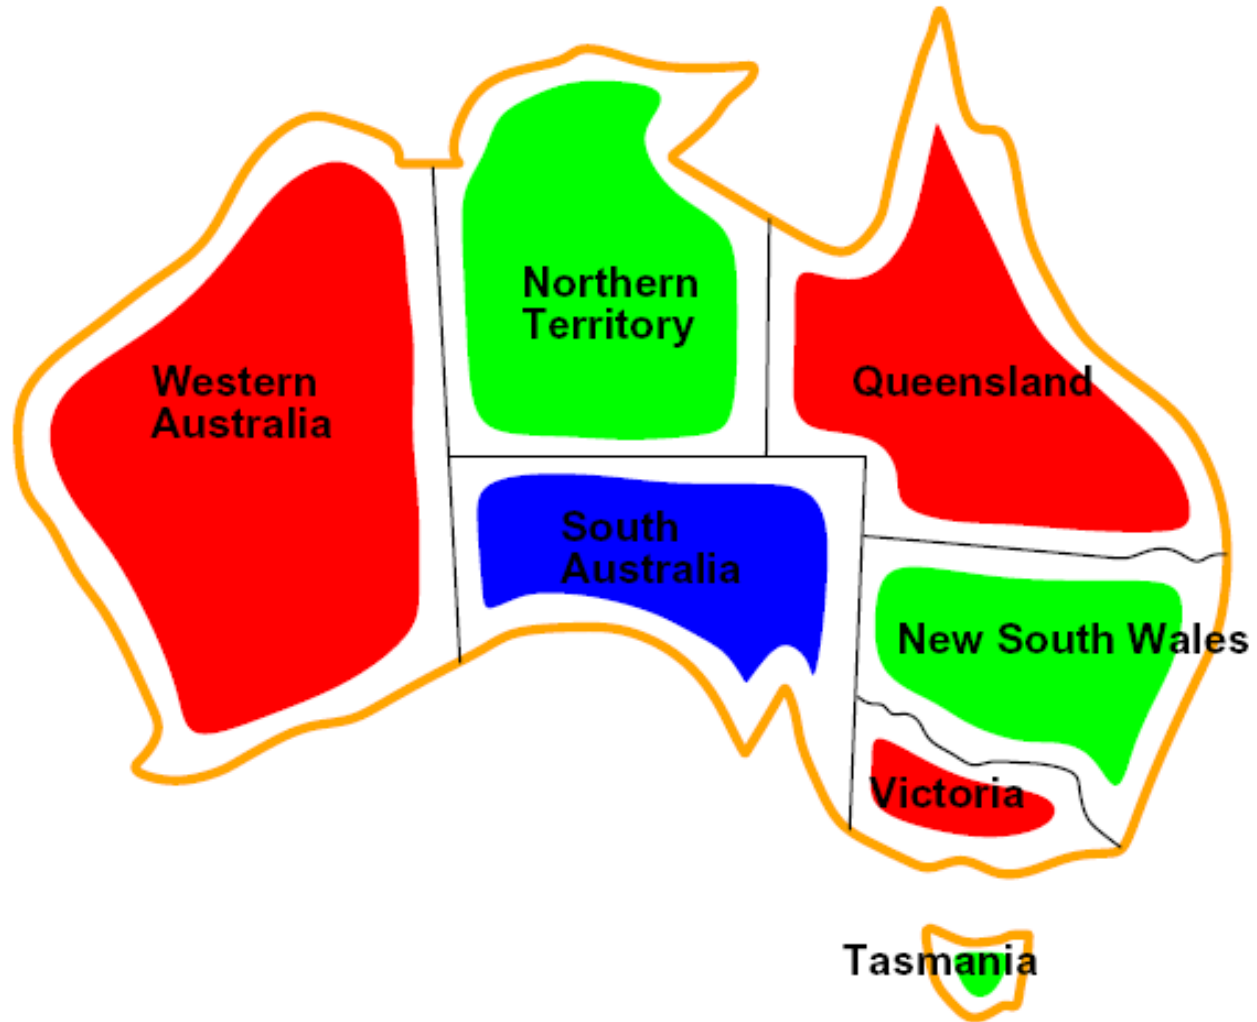 Northern
Territory
Western
Australia
Queensland
South
Australia
New South Wales
Victoria
Tasmania